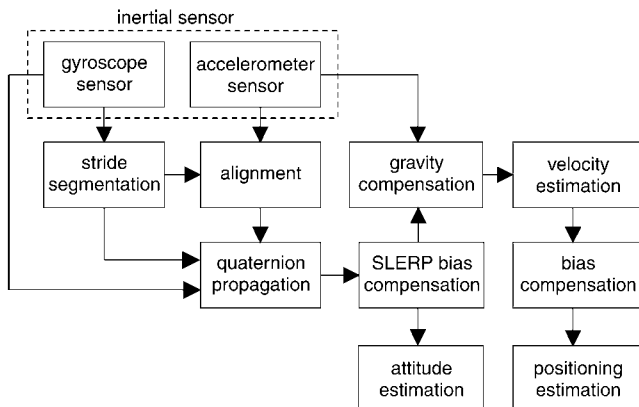 inertial sensor
gyroscope
sensor
accelerometer
sensor
stride
segmentation
alignment
gravity
compensation
velocity
estimation
quaternion
propagation
SLERP bias
compensation
bias
compensation
attitude
estimation
positioning
estimation